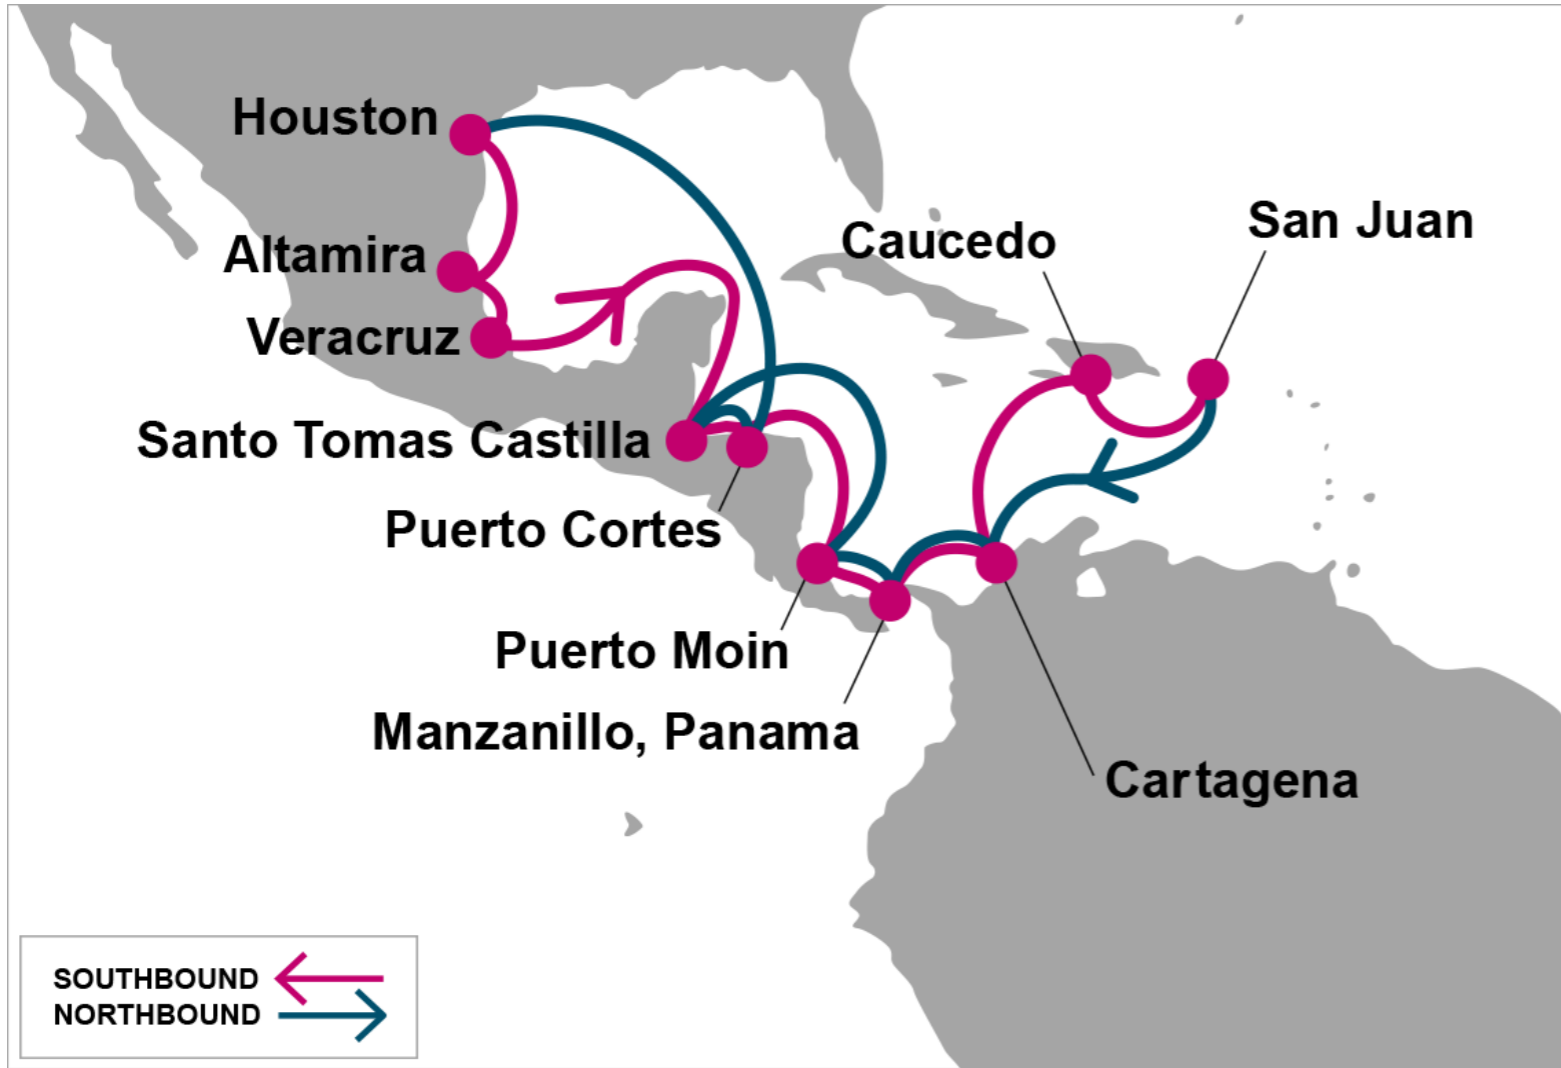 Houston
San Juan
Caucedo
Altamira
Veracruz
Santo Tomas Castilla
Puerto Cortes
Puerto Moin
Manzanillo, Panama
Cartagena
SOUTHBOUND
NORTHBOUND